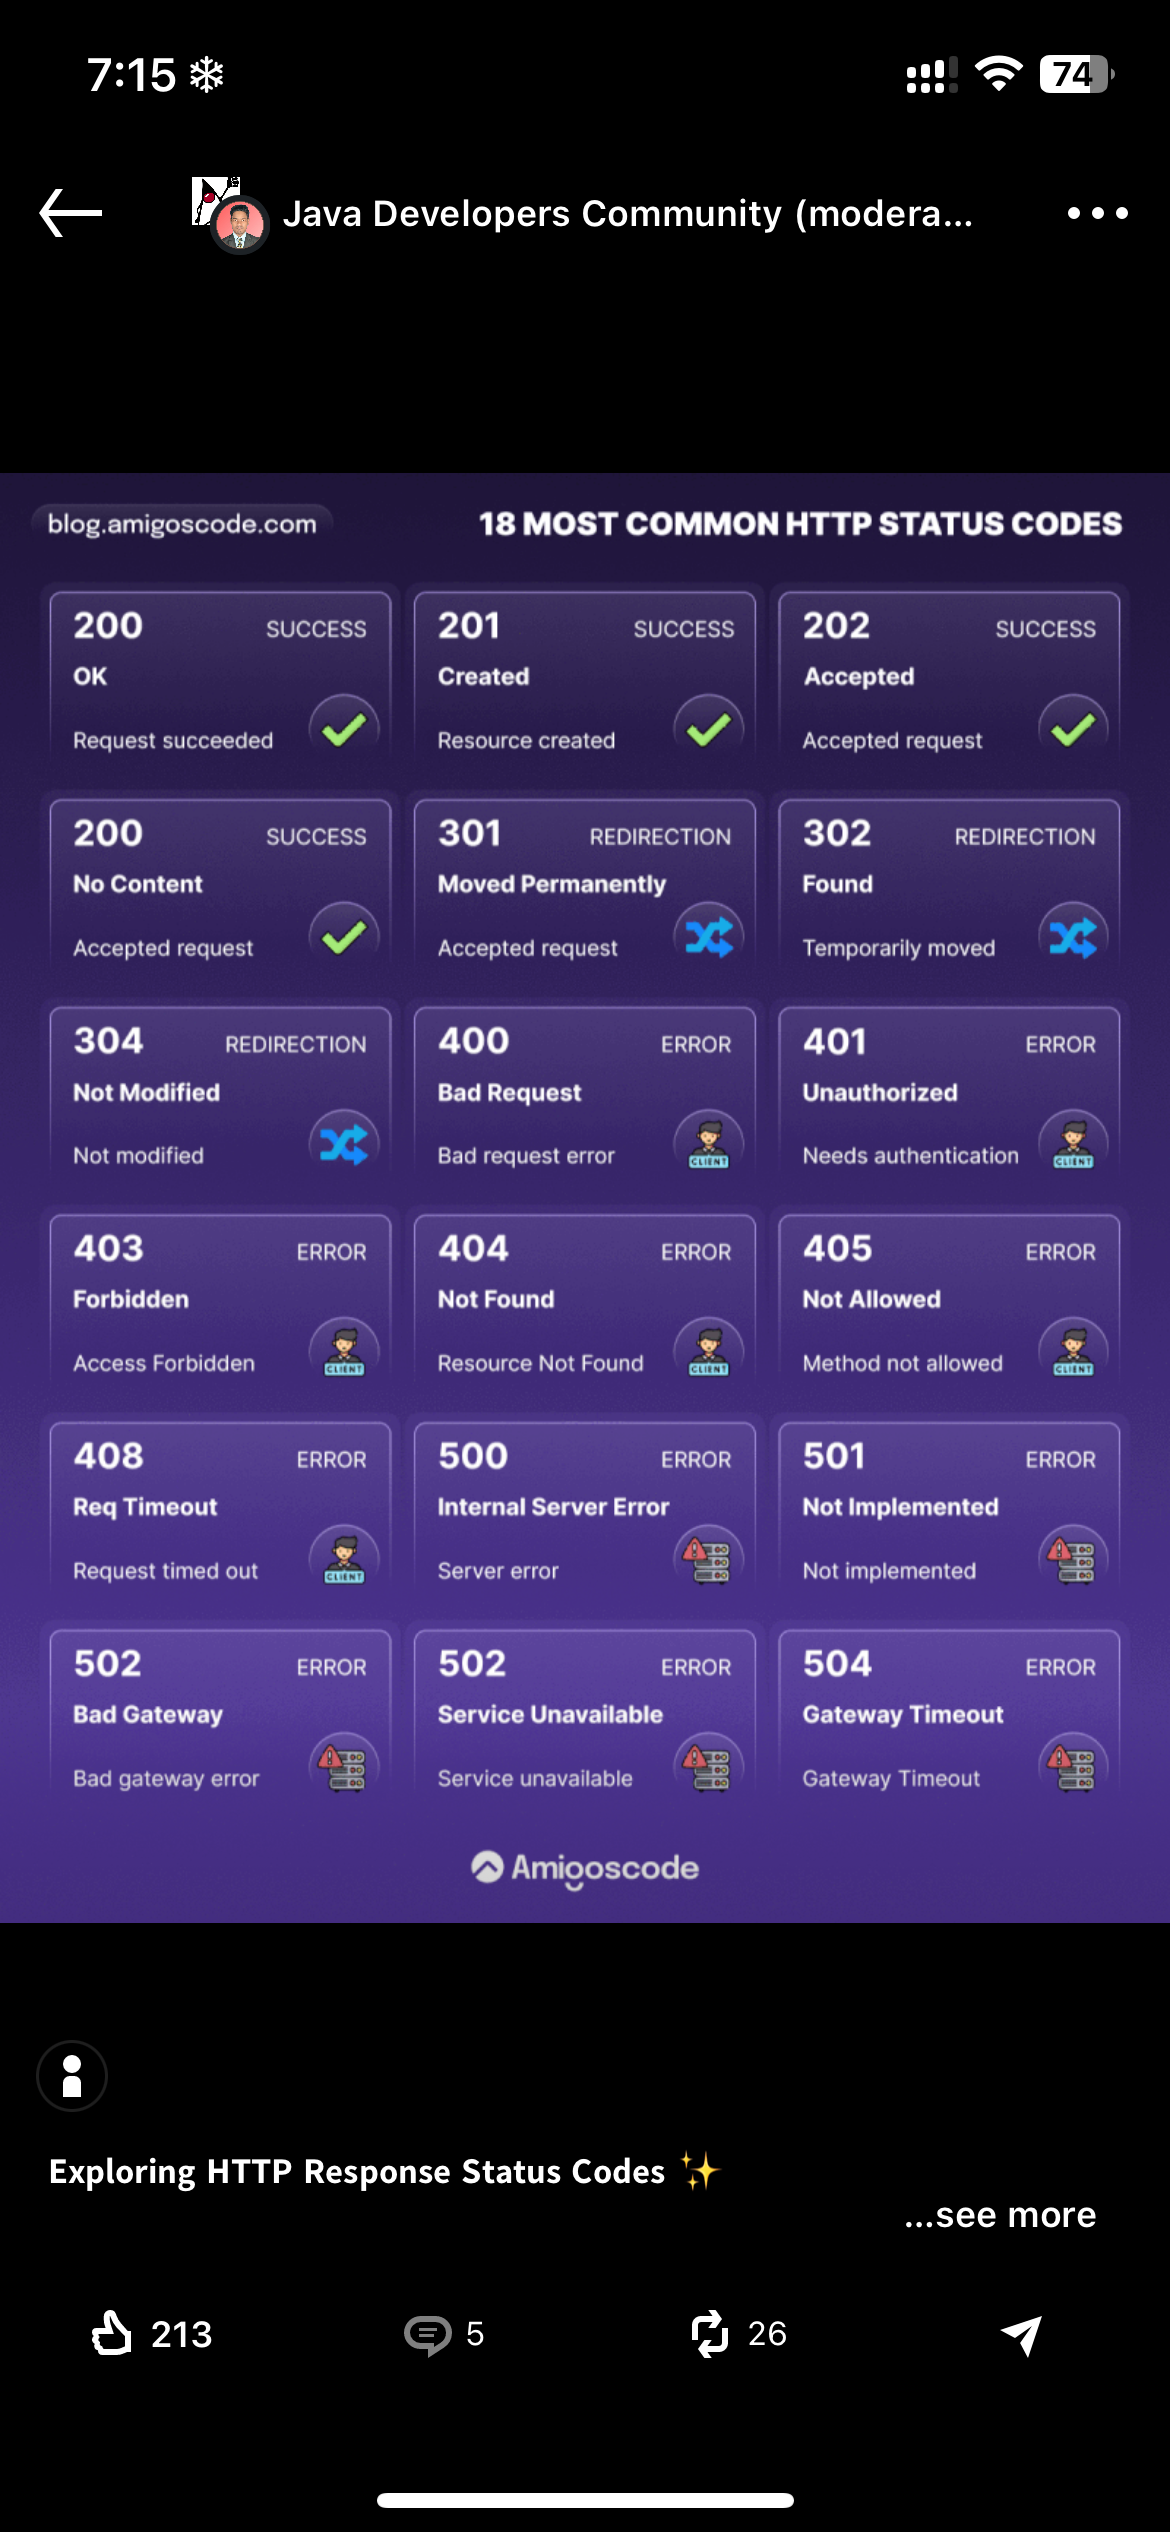 7:15
74
Java Developers Community (modera...
blog.amigoscode.com
18 MOST COMMON HTTP STATUS CODES
200 SUCCESS
OK
Request succeeded
201 SUCCESS
Created
Resource created
202 SUCCESS
Accepted
Accepted request
200 SUCCESS
No Content
Accepted request
301 REDIRECTION
Moved Permanently
Accepted request
302 REDIRECTION
Found
Temporarily moved
304 REDIRECTION
Not Modified
Not modified
400 ERROR
Bad Request
Bad request error
CLIENT
401 ERROR
Unauthorized
Needs authentication
CLIENT
403 ERROR
Forbidden
Access Forbidden
CLIENT
404 ERROR
Not Found
Resource Not Found
CLIENT
405 ERROR
Not Allowed
Method not allowed
CLIENT
408 ERROR
Req Timeout
Request timed out
CLIENT
500 ERROR
Internal Server Error
Server error
501 ERROR
Not Implemented
Not implemented
502 ERROR
Bad Gateway
Bad gateway error
502 ERROR
Service Unavailable
Service unavailable
504 ERROR
Gateway Timeout
Gateway Timeout
Amigoscode
Exploring HTTP Response Status Codes ✨
...see more
213
5
26